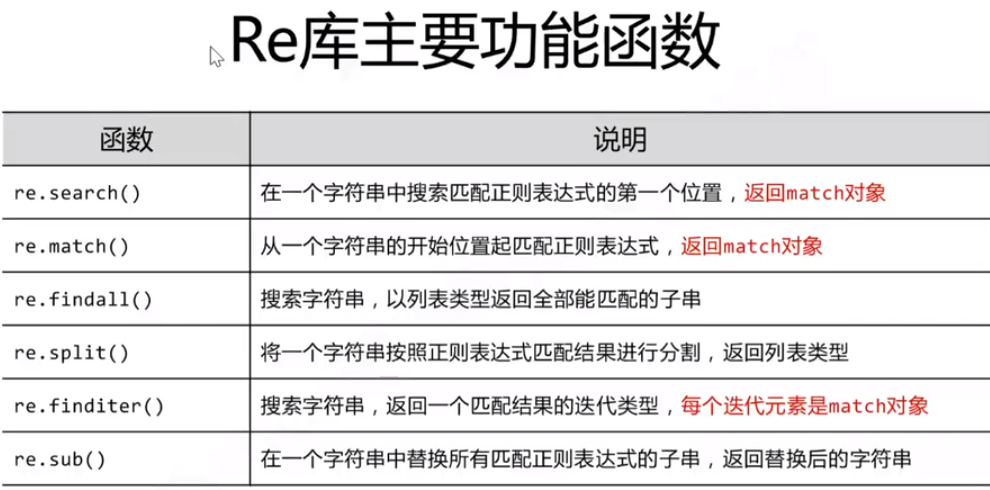 Re库主要功能函数
函数 说明
re.search() 在一个字符串中搜索匹配正则表达式的第一个位置，返回match对象
re.match() 从一个字符串的开始位置起匹配正则表达式，返回match对象
re.findall() 搜索字符串，以列表类型返回全部能匹配的子串
re.split() 将一个字符串按照正则表达式匹配结果进行分割，返回列表类型
re.finditer() 搜索字符串，返回一个匹配结果的迭代类型，每个迭代元素是match对象
re.sub() 在一个字符串中替换所有匹配正则表达式的子串，返回替换后的字符串